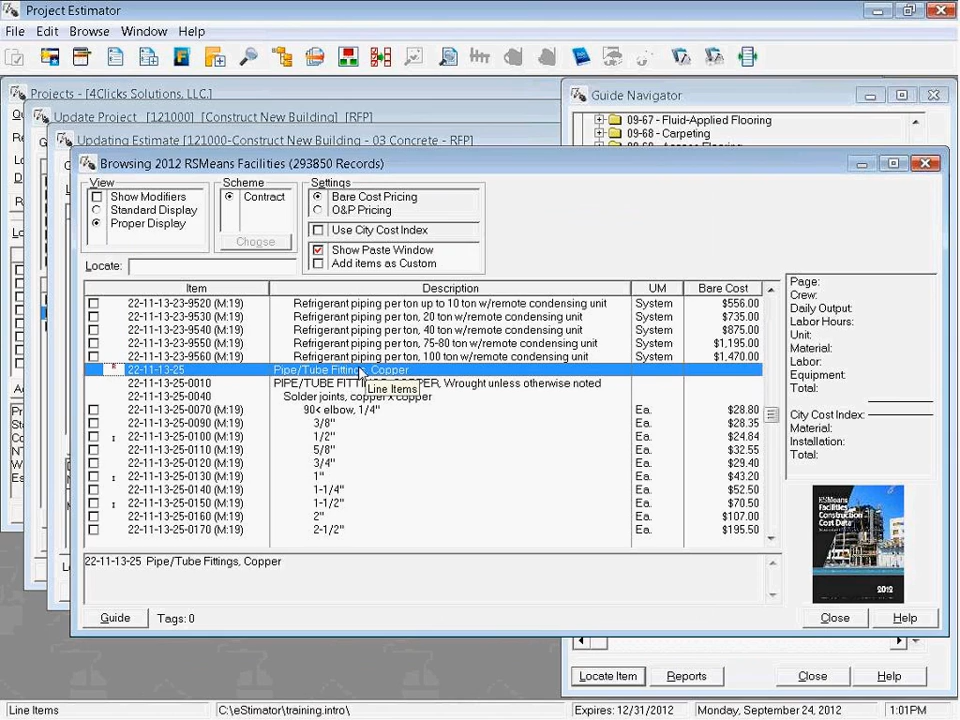 Project Estimator
File Edit Browse Window Help
Projects - [4Clicks Solutions, LLC.]
Update Project [121000] [Construct New Building] [RFP]
Updating Estimate [121000-Construct New Building - 03 Concrete - RFP]
Guide Navigator
09-67 - Fluid-Applied Flooring
09-68 - Carpeting
Browsing 2012 RSMeans Facilities (293850 Records)
View
Show Modifiers
Standard Display
Proper Display
Scheme
Contract
Choose
Settings
Bare Cost Pricing
O&P Pricing
Use City Cost Index
Show Paste Window
Add items as Custom
Locate:
Item Description UM Bare Cost
22-11-13-23-9520 (M:19) Refrigerant piping per ton up to 10 ton w/remote condensing unit System $556.00
22-11-13-23-9530 (M:19) Refrigerant piping per ton, 20 ton w/remote condensing unit System $735.00
22-11-13-23-9540 (M:19) Refrigerant piping per ton, 40 ton w/remote condensing unit System $875.00
22-11-13-23-9550 (M:19) Refrigerant piping per ton, 75-80 ton w/remote condensing unit System $1,195.00
22-11-13-23-9560 (M:19) Refrigerant piping per ton, 100 ton w/remote condensing unit System $1,470.00
22-11-13-25 Pipe/Tube Fittings, Copper
22-11-13-25-0010 PIPE/TUBE FITTINGS, COPPER, Wrought unless otherwise noted
Line Items
22-11-13-25-0040 Solder joints, copper x copper
22-11-13-25-0070 (M:19) 90< elbow, 1/4" Ea. $28.80
22-11-13-25-0090 (M:19) 3/8" Ea. $28.35
22-11-13-25-0100 (M:19) 1/2" Ea. $24.84
22-11-13-25-0110 (M:19) 5/8" Ea. $32.55
22-11-13-25-0120 (M:19) 3/4" Ea. $29.40
22-11-13-25-0130 (M:19) 1" Ea. $43.20
22-11-13-25-0140 (M:19) 1-1/4" Ea. $52.50
22-11-13-25-0150 (M:19) 1-1/2" Ea. $70.50
22-11-13-25-0160 (M:19) 2" Ea. $107.00
22-11-13-25-0170 (M:19) 2-1/2" Ea. $195.50
Page:
Crew:
Daily Output:
Labor Hours:
Unit:
Material:
Labor:
Equipment:
Total:
City Cost Index:
Material:
Installation:
Total:
RSMeans
Facilities
Construction
Cost Data
2012
22-11-13-25 Pipe/Tube Fittings, Copper
Guide Tags: 0 Close Help
Locate Item Reports Close Help
Line Items C:\eStimator\training.intro\ Expires: 12/31/2012 Monday, September 24, 2012 1:01PM